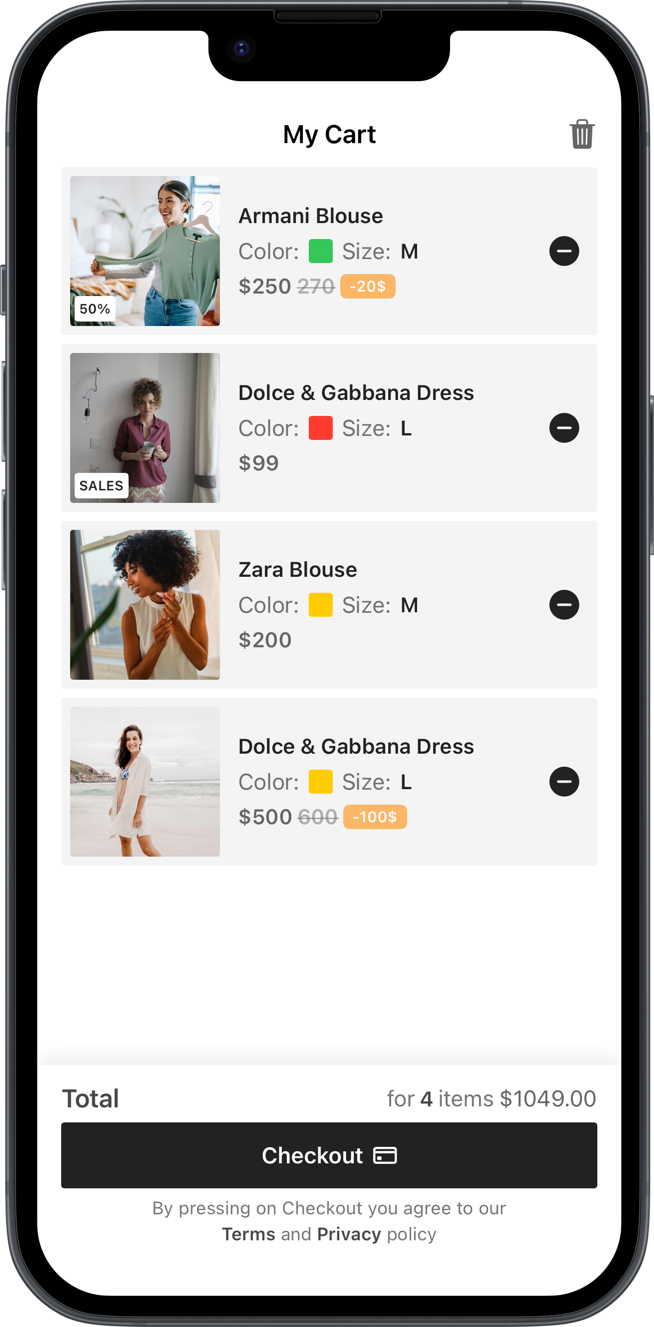 My Cart
Armani Blouse
Color: Size: M
$250 270 -20$
50%
Dolce & Gabbana Dress
Color: Size: L
$99
SALES
Zara Blouse
Color: Size: M
$200
Dolce & Gabbana Dress
Color: Size: L
$500 600 -100$
Total for 4 items $1049.00
Checkout
By pressing on Checkout you agree to our
Terms and Privacy policy